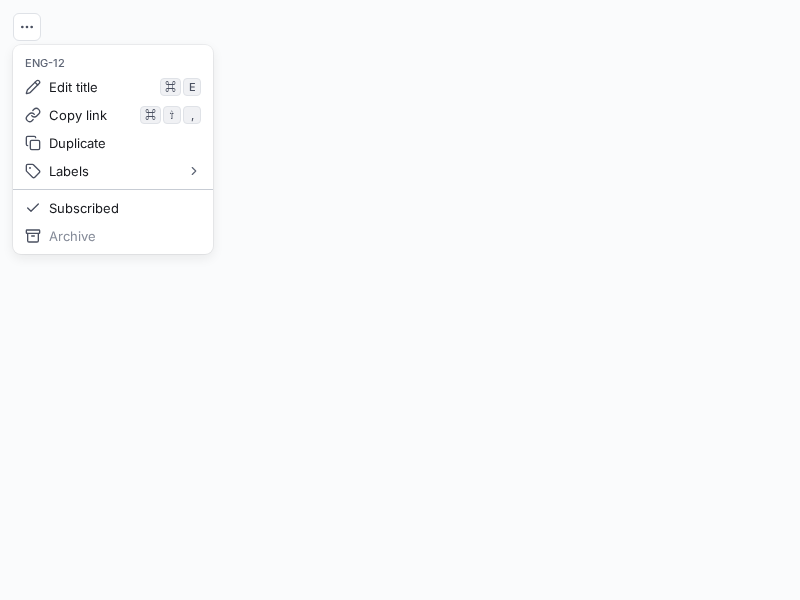 ENG-12
Edit title ⌘ E
Copy link ⌘ ⇧ ,
Duplicate
Labels
Subscribed
Archive